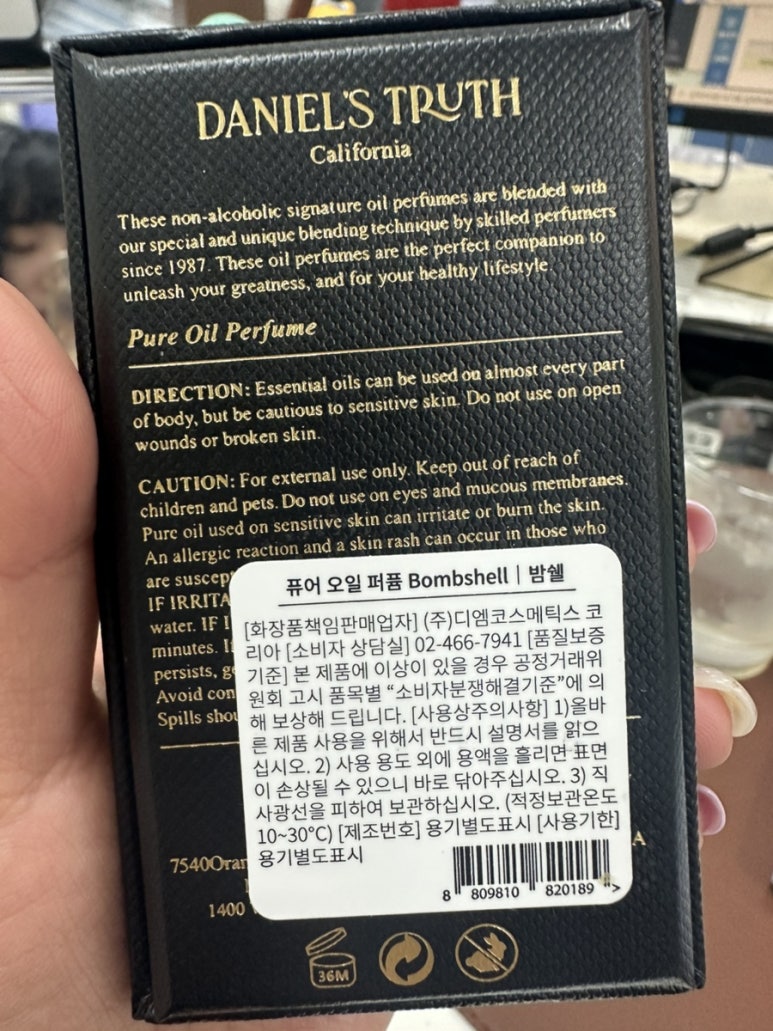 DANIEL'S TRUTH
California
These non-alcoholic signature oil perfumes are blended with
our special and unique blending technique by skilled perfumers
since 1987. These oil perfumes are the perfect companion to
unleash your greatness, and for your healthy lifestyle.
Pure Oil Perfume
DIRECTION: Essential oils can be used on almost every part
of body, but be cautious to sensitive skin. Do not use on open
wounds or broken skin.
CAUTION: For external use only. Keep out of reach of
children and pets. Do not use on eyes and mucous membranes.
Pure oil used on sensitive skin can irritate or burn the skin.
An allergic reaction and a skin rash can occur in those who
are suscep
IF IRRITA
water. IF I
minutes. I
persists, g
Avoid con
Spills shou
퓨어 오일 퍼퓸 Bombshell | 밤쉘
[화장품책임판매업자] (주)디엠코스메틱스 코
리아 [소비자 상담실] 02-466-7941 [품질보증
기준] 본 제품에 이상이 있을 경우 공정거래위
원회 고시 품목별 “소비자분쟁해결기준”에 의
해 보상해 드립니다. [사용상주의사항] 1)올바
른 제품 사용을 위해서 반드시 설명서를 읽으
십시오. 2) 사용 용도 외에 용액을 흘리면 표면
이 손상될 수 있으니 바로 닦아주십시오. 3) 직
사광선을 피하여 보관하십시오. (적정보관온도
10~30°C) [제조번호] 용기별도표시 [사용기한]
용기별도표시
8 809810 820189 >
7540Oran
A
1400
36M